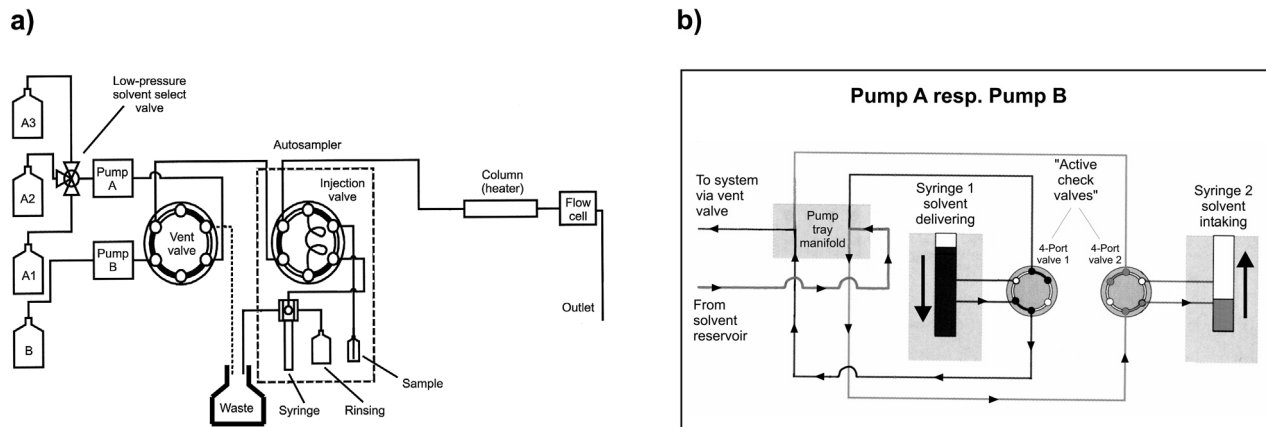 a)
Low-pressure
solvent select
valve
A3
A2
A1
B
Pump
A
Pump
B
Vent
valve
Autosampler
Injection
valve
Column
(heater)
Flow
cell
Outlet
Sample
Waste
Syringe
Rinsing
b)
Pump A resp. Pump B
To system
via vent
valve
Pump
tray
manifold
From
solvent
reservoir
Syringe 1
solvent
delivering
"Active
check
valves"
4-Port
valve 1
4-Port
valve 2
Syringe 2
solvent
intaking